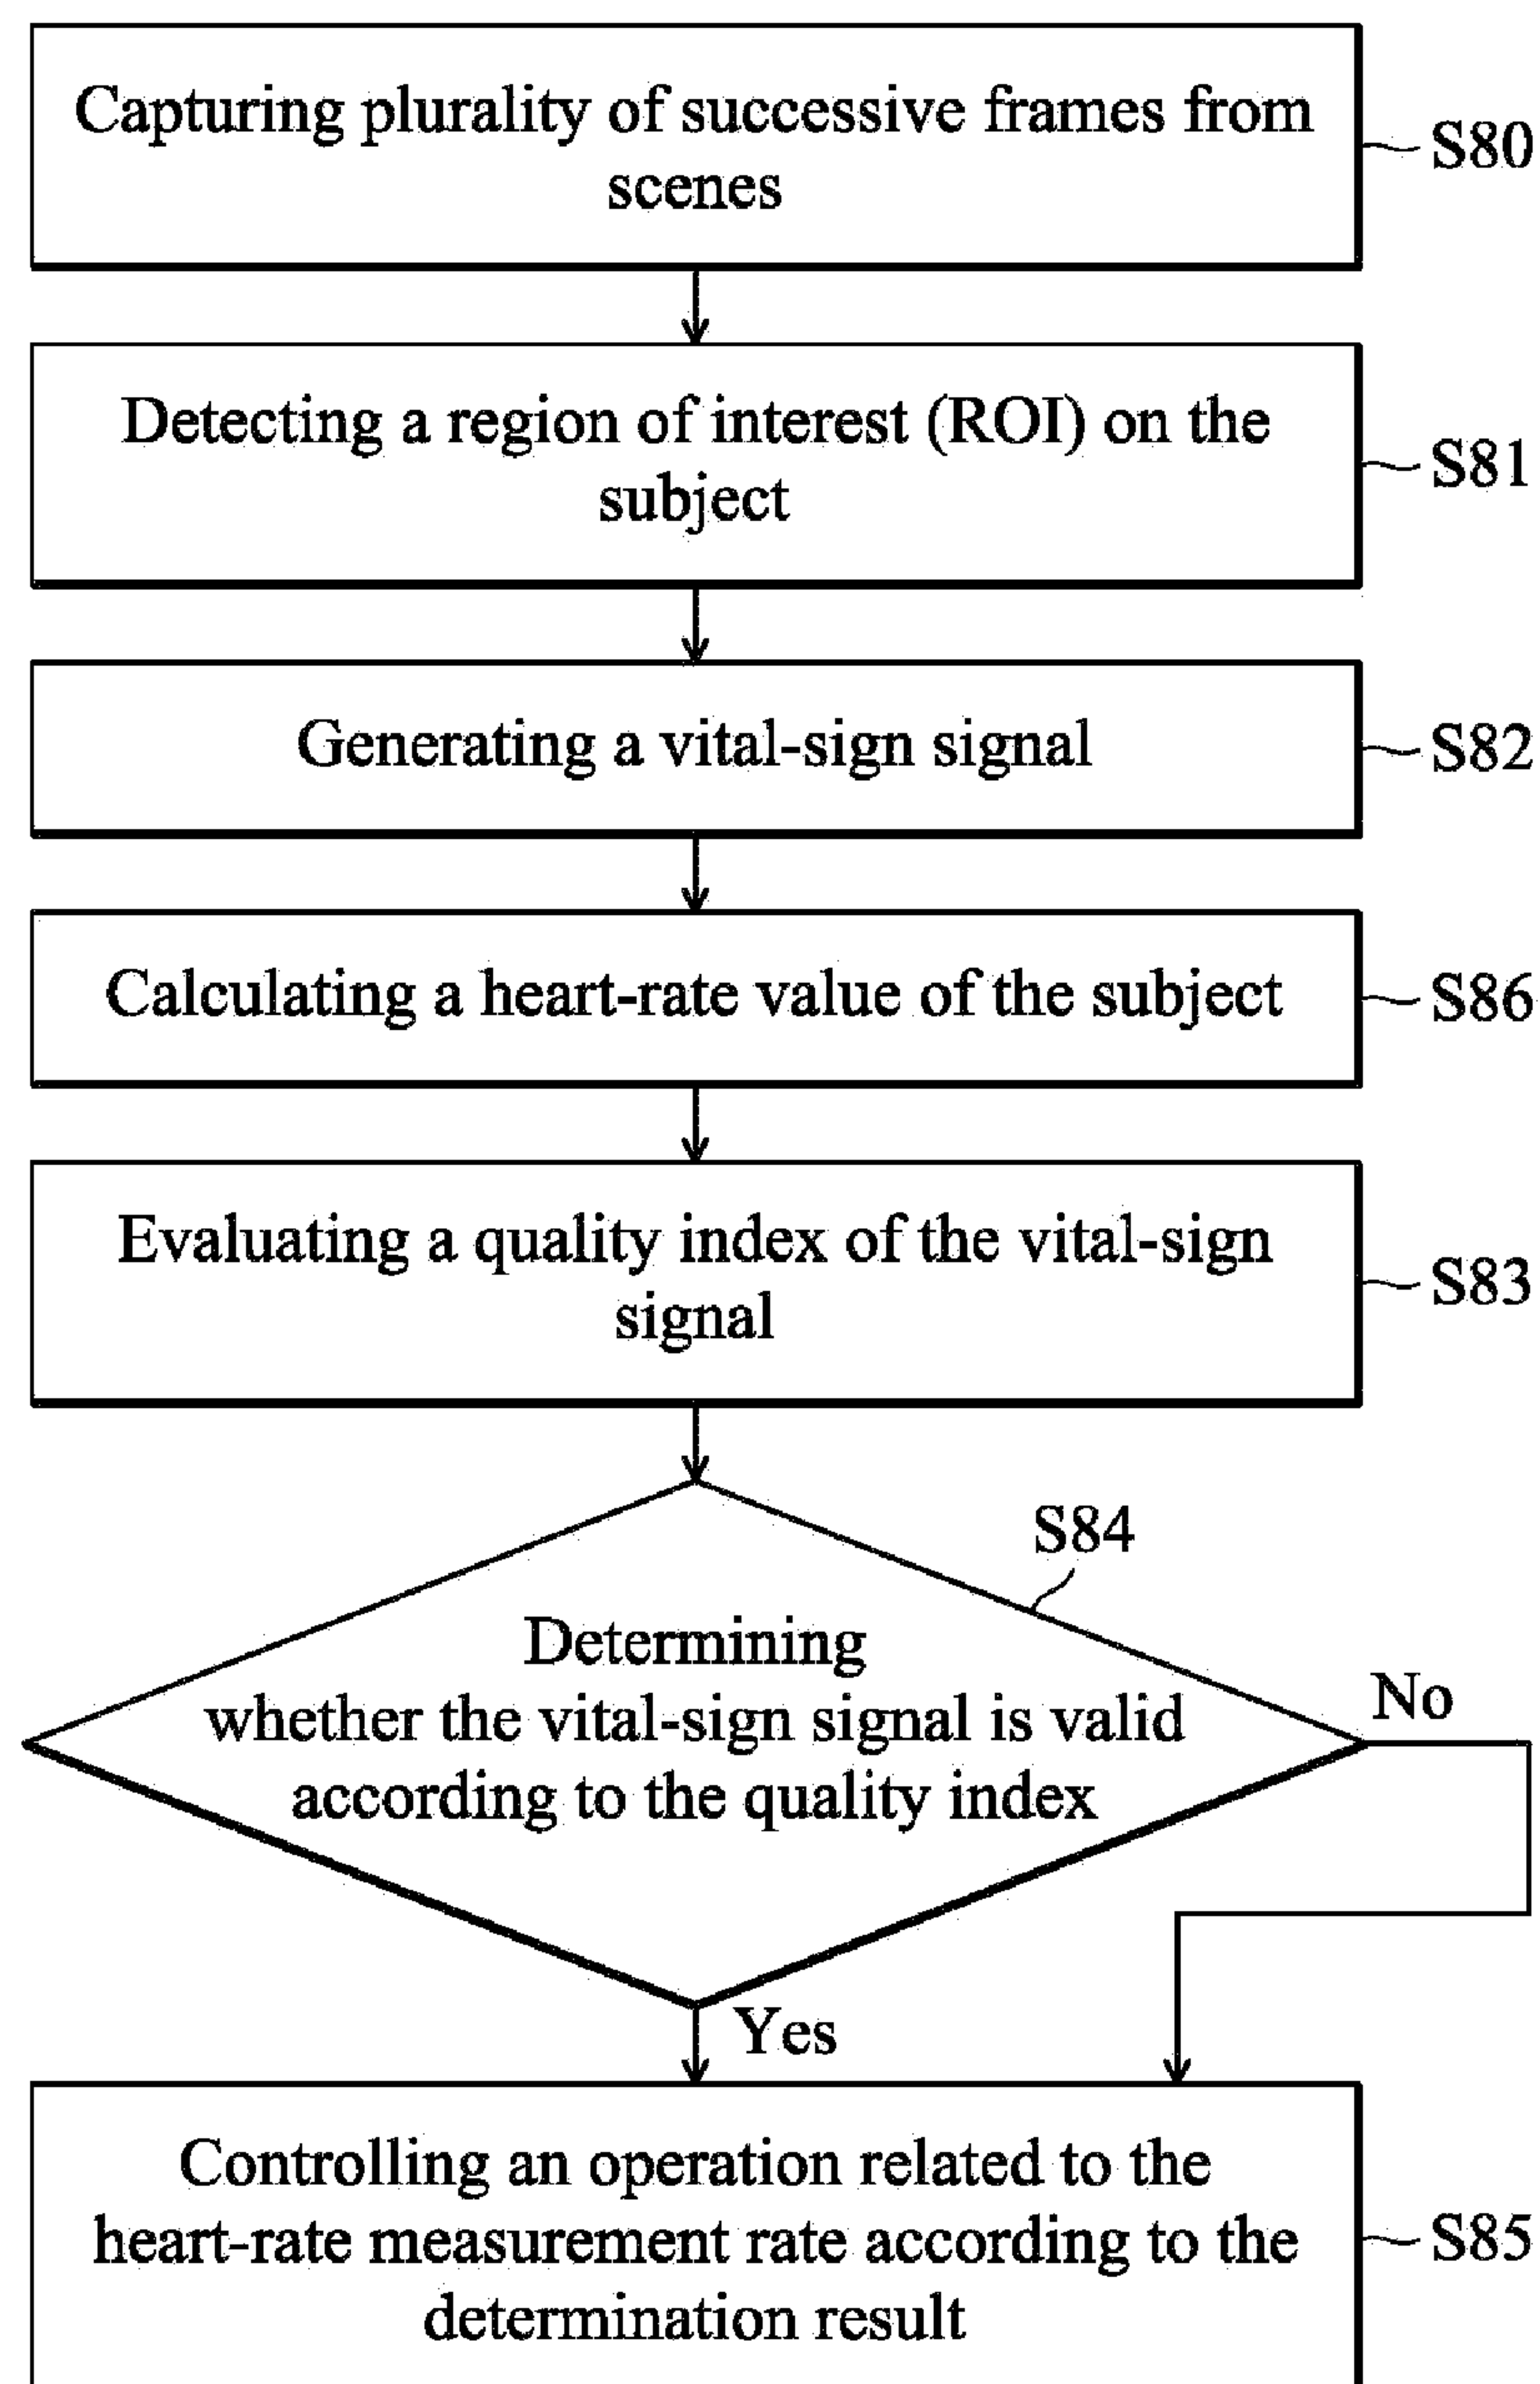 Capturing plurality of successive frames from
scenes
S80
Detecting a region of interest (ROI) on the
subject
S81
Generating a vital-sign signal
S82
Calculating a heart-rate value of the subject
S86
Evaluating a quality index of the vital-sign
signal
S83
S84
Determining
whether the vital-sign signal is valid
according to the quality index
No
Yes
Controlling an operation related to the
heart-rate measurement rate according to the
determination result
S85